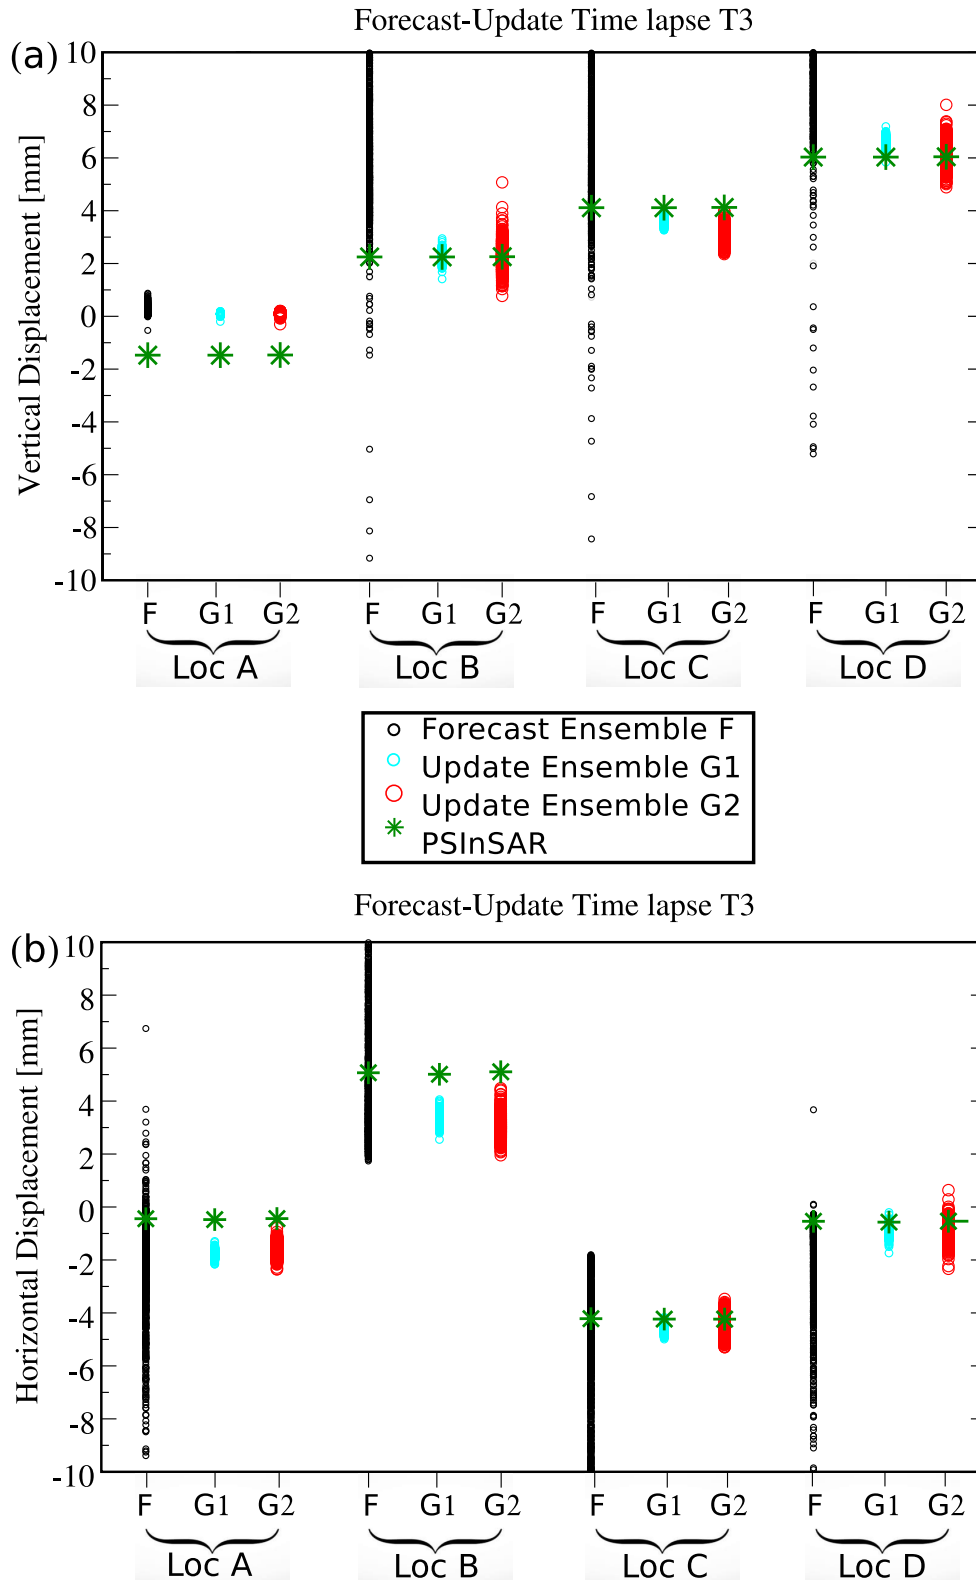 Forecast-Update Time lapse T3
(a)
Vertical Displacement [mm]
10
8
6
4
2
0
-2
-4
-6
-8
-10
F G1 G2 F G1 G2 F G1 G2 F G1 G2
Loc A Loc B Loc C Loc D
Forecast Ensemble F
Update Ensemble G1
Update Ensemble G2
PSInSAR
Forecast-Update Time lapse T3
(b)
Horizontal Displacement [mm]
10
8
6
4
2
0
-2
-4
-6
-8
-10
F G1 G2 F G1 G2 F G1 G2 F G1 G2
Loc A Loc B Loc C Loc D